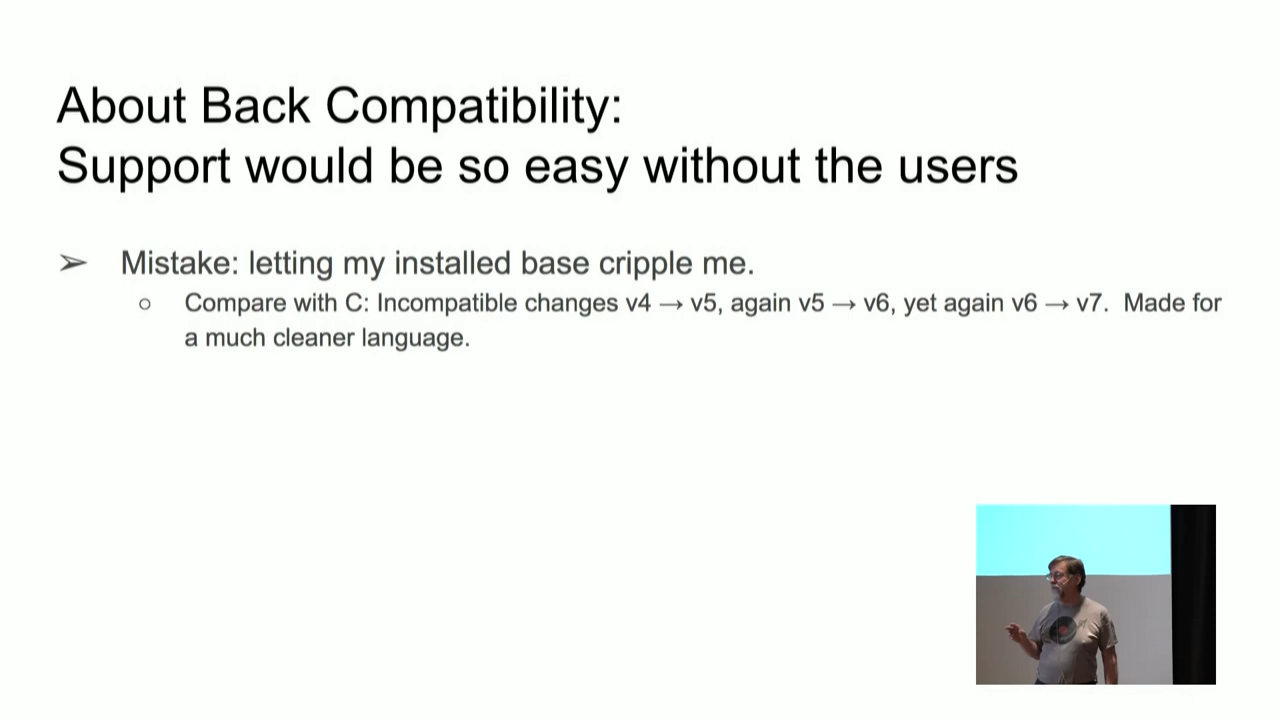 About Back Compatibility:
Support would be so easy without the users
➢ Mistake: letting my installed base cripple me.
○ Compare with C: Incompatible changes v4 → v5, again v5 → v6, yet again v6 → v7.  Made for
a much cleaner language.